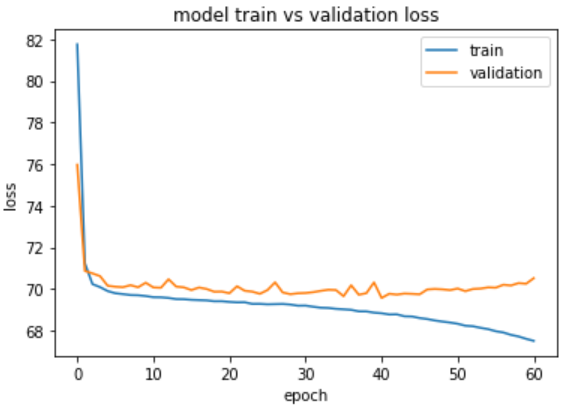 model train vs validation loss
82
80
78
76
74
72
70
68
loss
train
validation
0 10 20 30 40 50 60
epoch